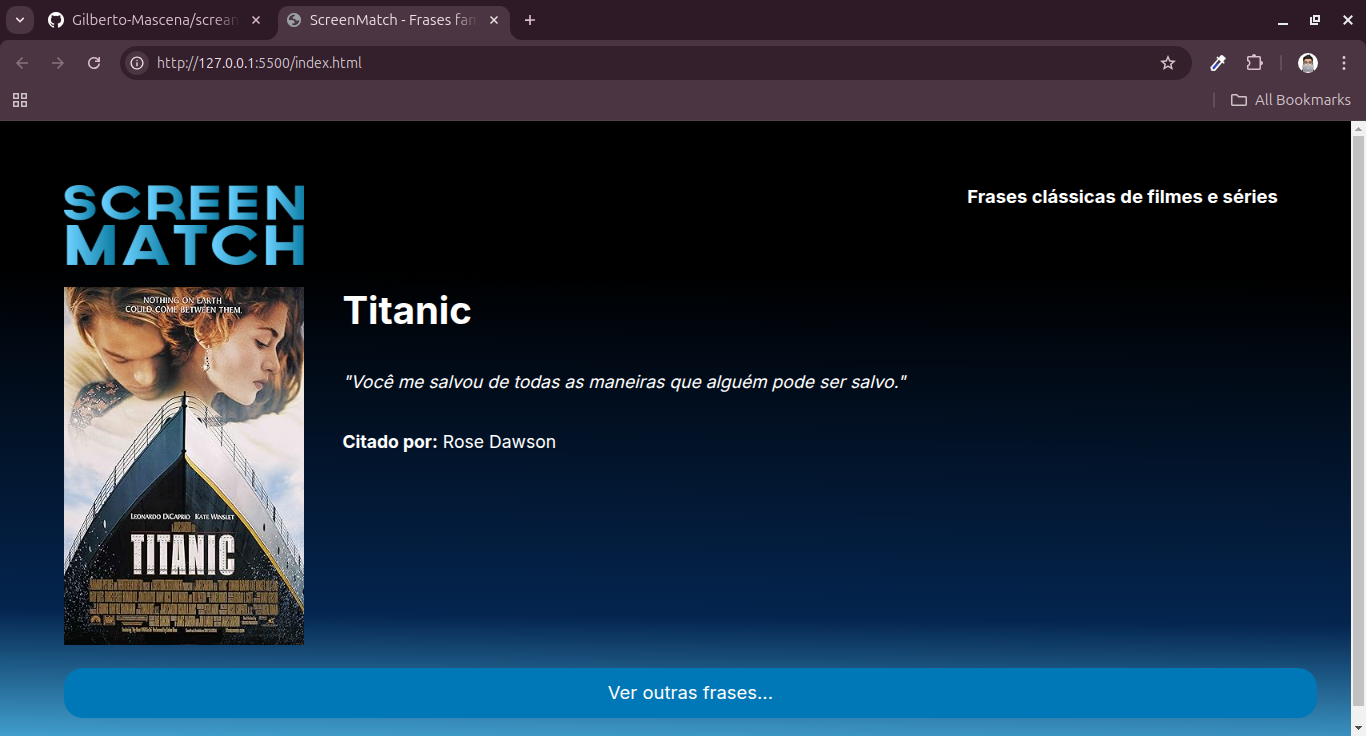 Gilberto-Mascena/screan
ScreenMatch - Frases fan
http://127.0.0.1:5500/index.html
All Bookmarks
SCREEN
MATCH
Frases clássicas de filmes e séries
NOTHING ON EARTH
COULD COME BETWEEN THEM.
LEONARDO DICAPRIO KATE WINSLET
TITANIC
Titanic
"Você me salvou de todas as maneiras que alguém pode ser salvo."
Citado por: Rose Dawson
Ver outras frases...